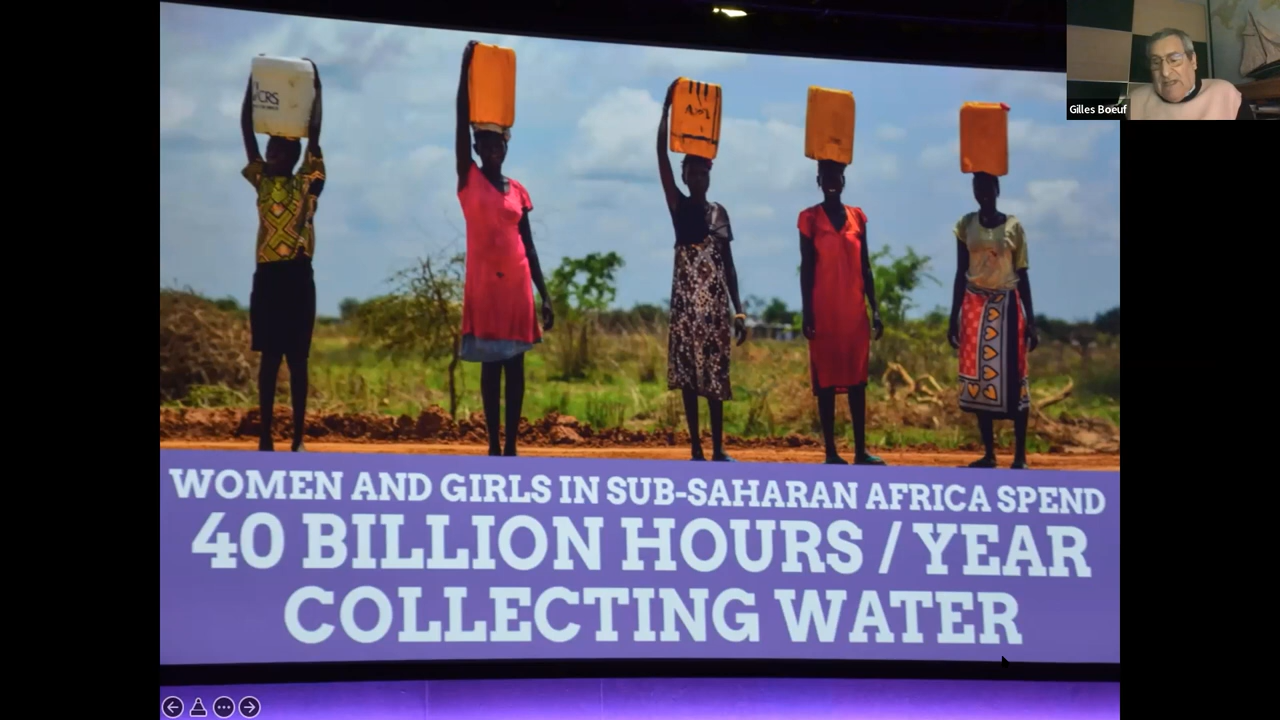 CRS
Gilles Boeuf
WOMEN AND GIRLS IN SUB-SAHARAN AFRICA SPEND
40 BILLION HOURS / YEAR
COLLECTING WATER